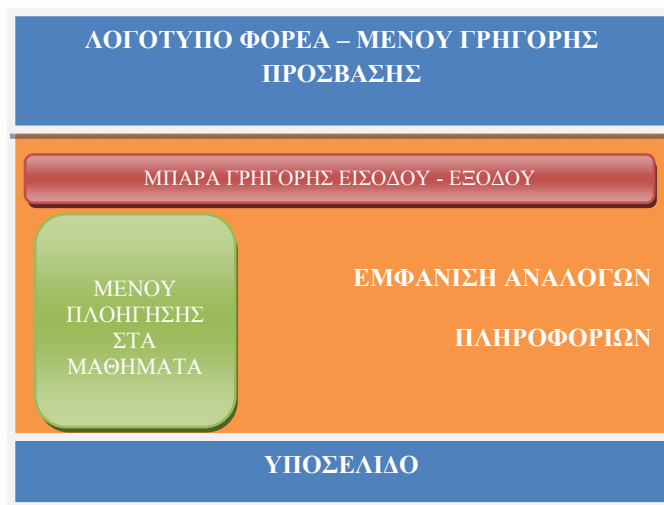 ΛΟΓΟΤΥΠΟ ΦΟΡΕΑ – ΜΕΝΟΥ ΓΡΗΓΟΡΗΣ
ΠΡΟΣΒΑΣΗΣ
ΜΠΑΡΑ ΓΡΗΓΟΡΗΣ ΕΙΣΟΔΟΥ - ΕΞΟΔΟΥ
ΜΕΝΟΥ
ΠΛΟΗΓΗΣΗΣ
ΣΤΑ
ΜΑΘΗΜΑΤΑ
ΕΜΦΑΝΙΣΗ ΑΝΑΛΟΓΩΝ
ΠΛΗΡΟΦΟΡΙΩΝ
ΥΠΟΣΕΛΙΔΟ